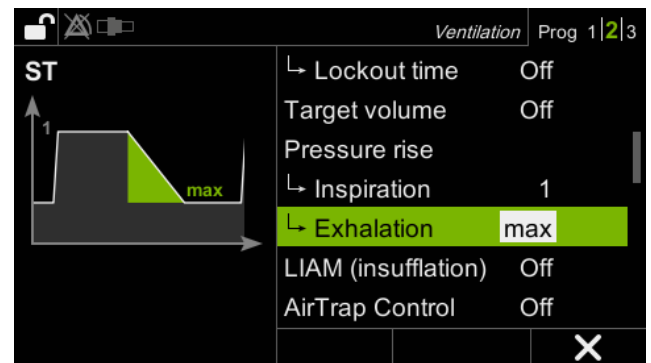 Ventilation Prog 1|2|3
ST
1
max
↳ Lockout time Off
Target volume Off
Pressure rise
↳ Inspiration 1
↳ Exhalation max
LIAM (insufflation) Off
AirTrap Control Off